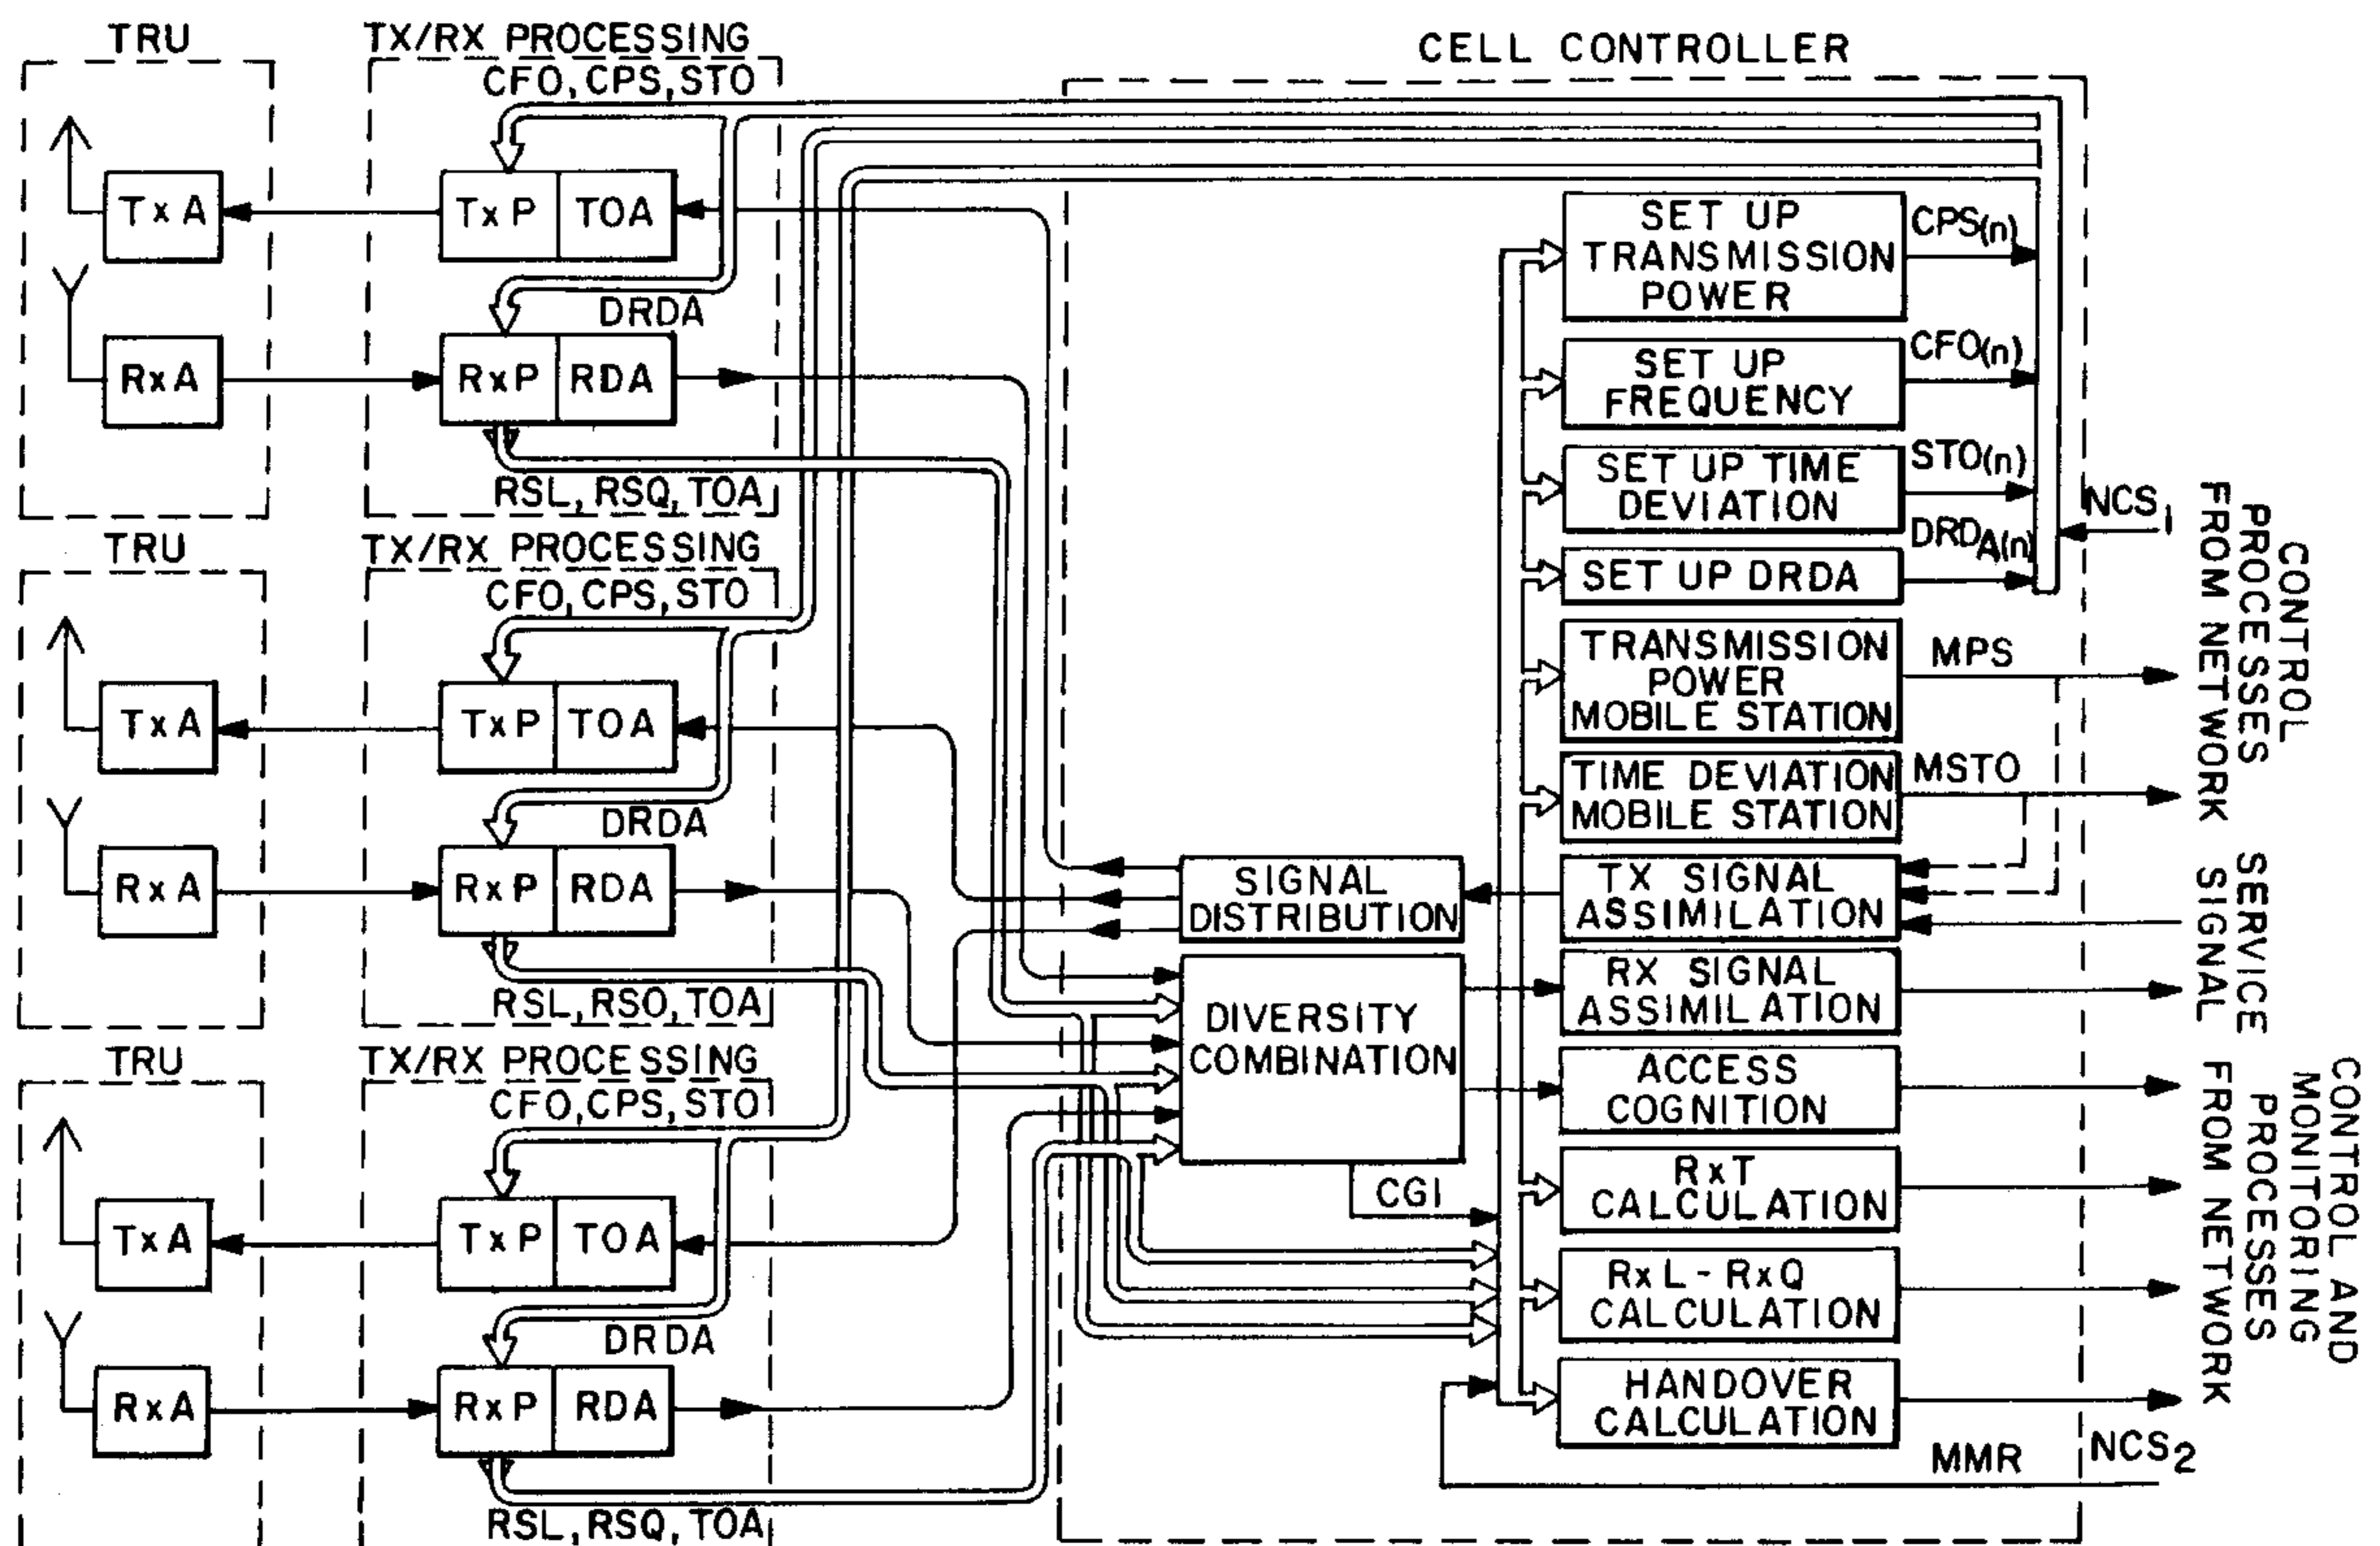 TRU
TX/RX PROCESSING
CELL CONTROLLER
CFO, CPS, STO
TxA
TxP
TOA
DRDA
RxA
RxP
RDA
RSL, RSQ, TOA
TRU
TX/RX PROCESSING
CFO, CPS, STO
TxA
TxP
TOA
DRDA
RxA
RxP
RDA
RSL, RSO, TOA
TRU
TX/RX PROCESSING
CFO, CPS, STO
TxA
TxP
TOA
DRDA
RxA
RxP
RDA
RSL, RSQ, TOA
SIGNAL
DISTRIBUTION
DIVERSITY
COMBINATION
CGI
SET UP
TRANSMISSION
POWER
CPS(n)
SET UP
FREQUENCY
CFO(n)
SET UP TIME
DEVIATION
STO(n)
SET UP DRDA
DRDA(n)
NCS1
TRANSMISSION
POWER
MOBILE STATION
MPS
TIME DEVIATION
MOBILE STATION
MSTO
TX SIGNAL
ASSIMILATION
RX SIGNAL
ASSIMILATION
ACCESS
COGNITION
RxT
CALCULATION
RxL-RxQ
CALCULATION
HANDOVER
CALCULATION
MMR
NCS2
CONTROL
PROCESSES
FROM NETWORK
SERVICE
SIGNAL
CONTROL AND
MONITORING
PROCESSES
FROM NETWORK